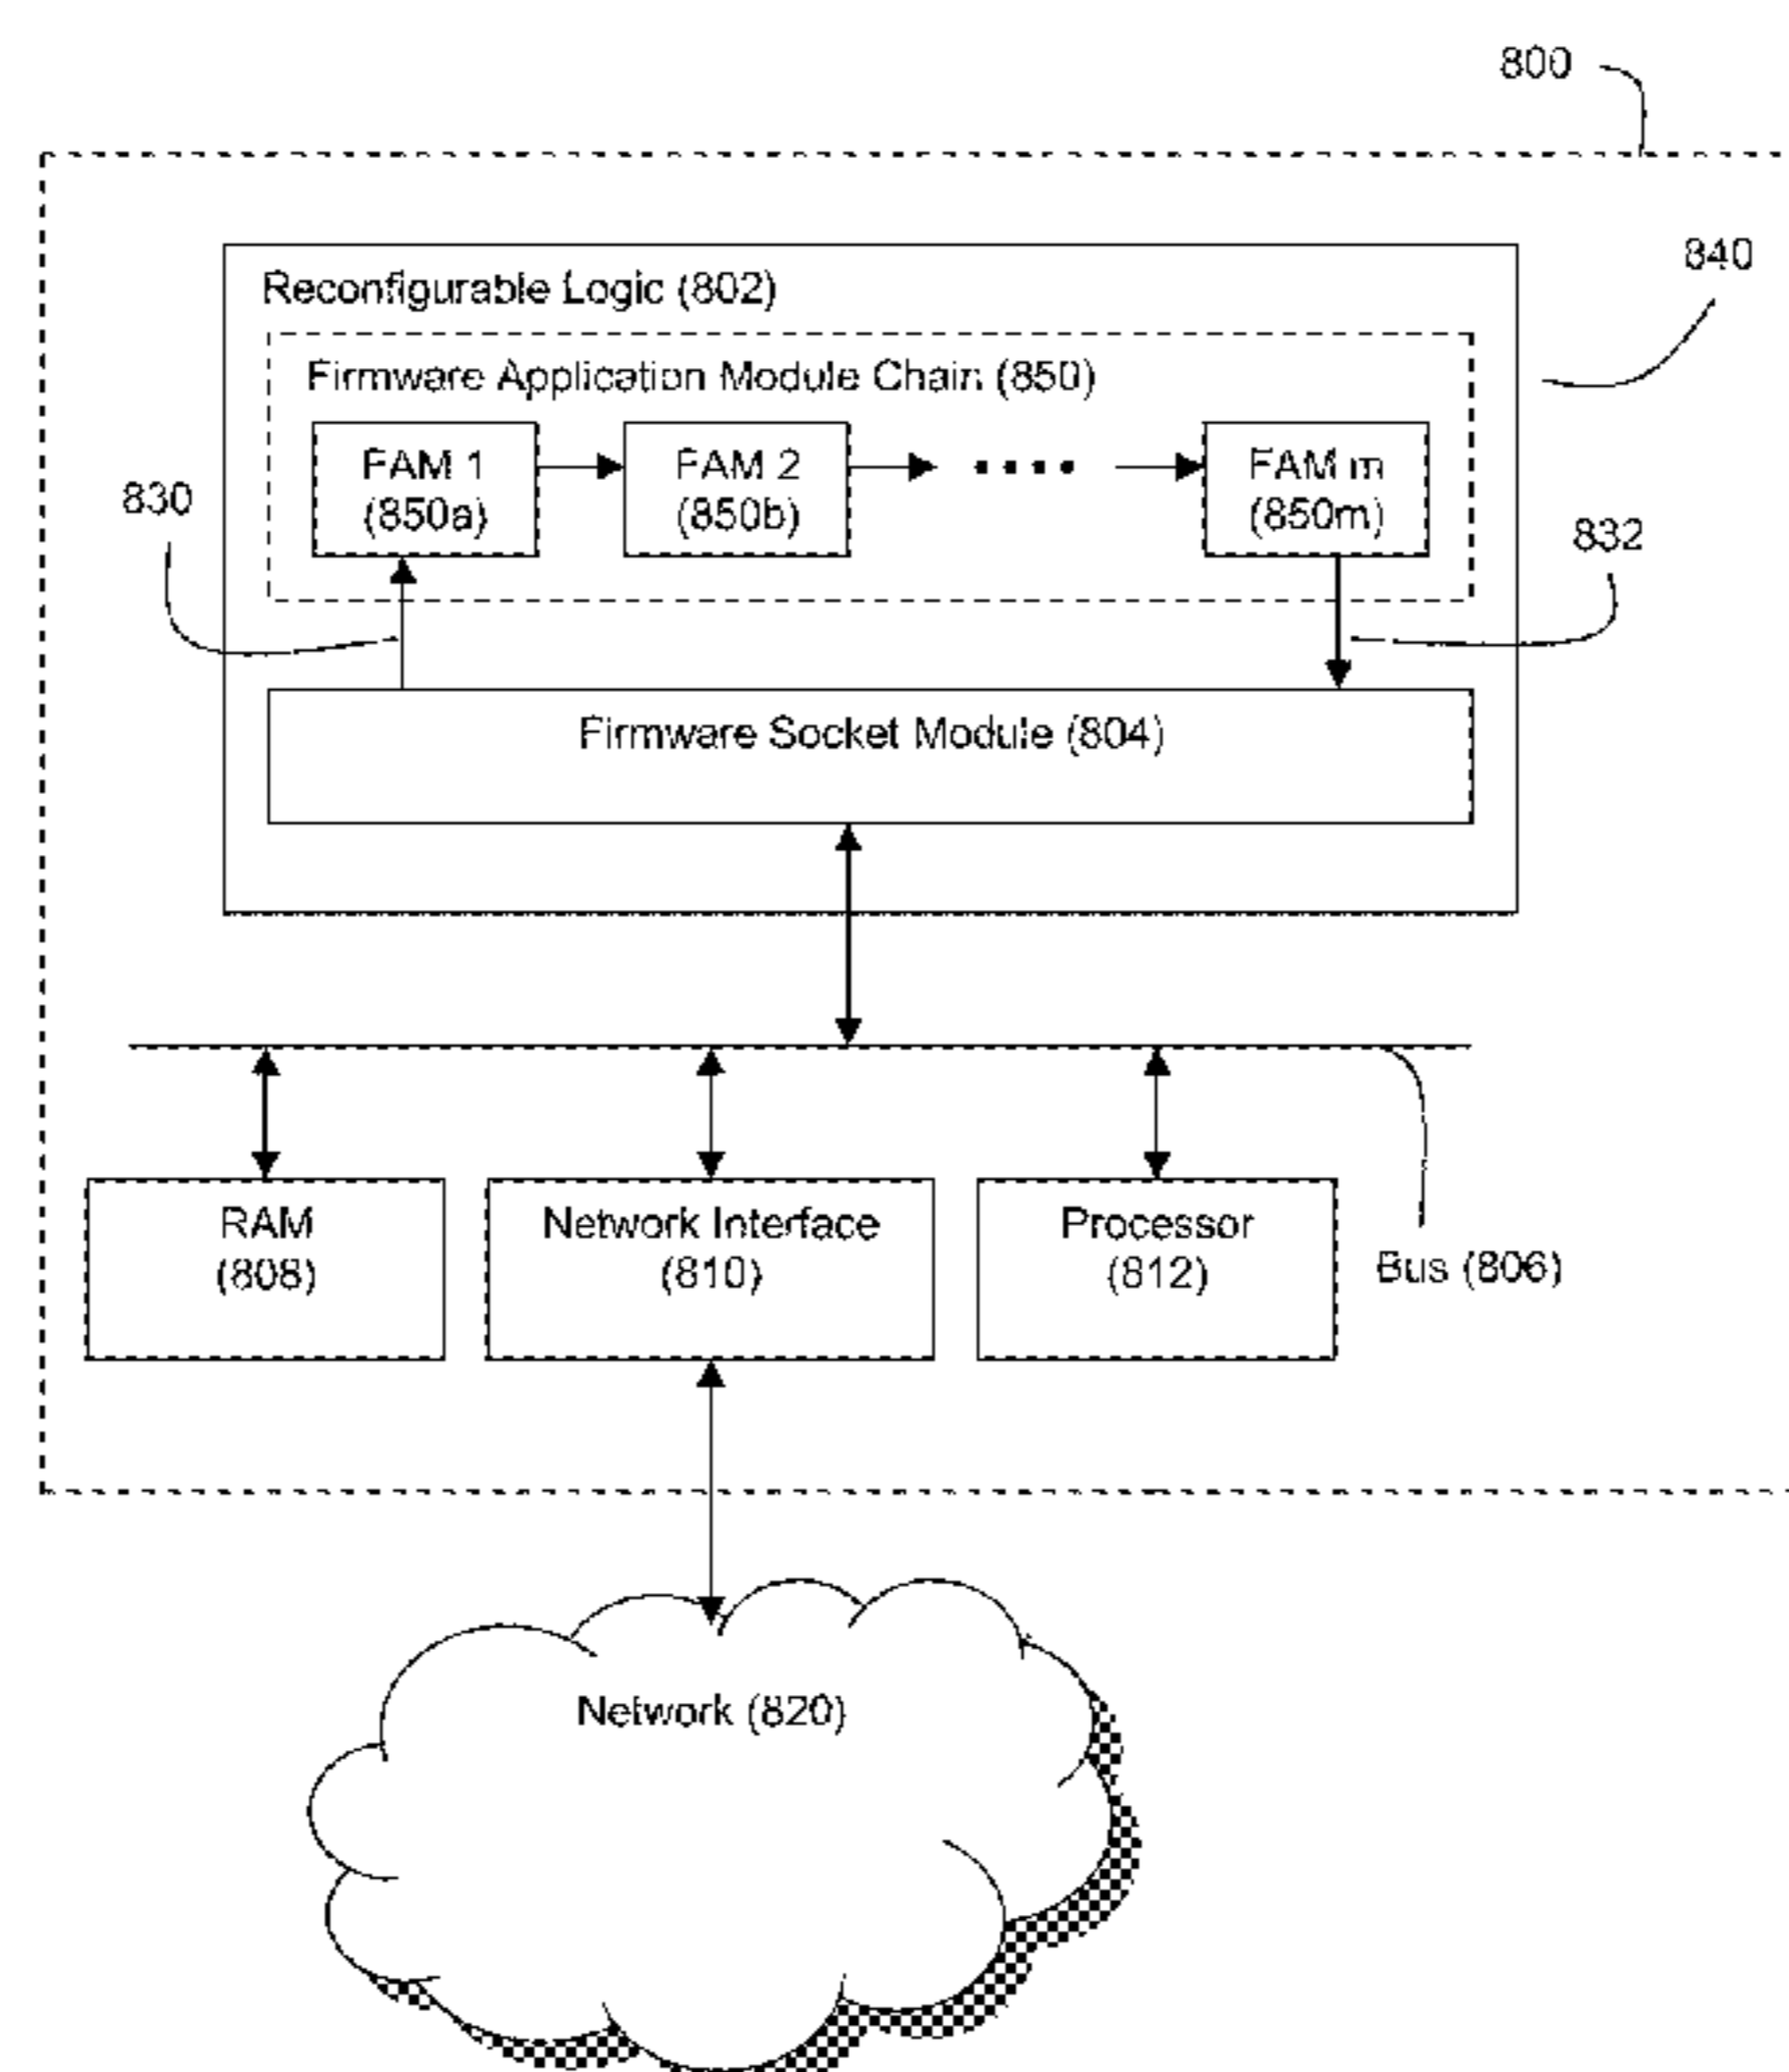 800
840
Reconfigurable Logic (802)
Firmware Application Module Chain (850)
FAM 1
(850a)
FAM 2
(850b)
FAM m
(850m)
830
832
Firmware Socket Module (804)
RAM
(808)
Network Interface
(810)
Processor
(812)
Bus (806)
Network (820)